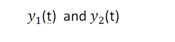 y₁(t) and y₂(t)